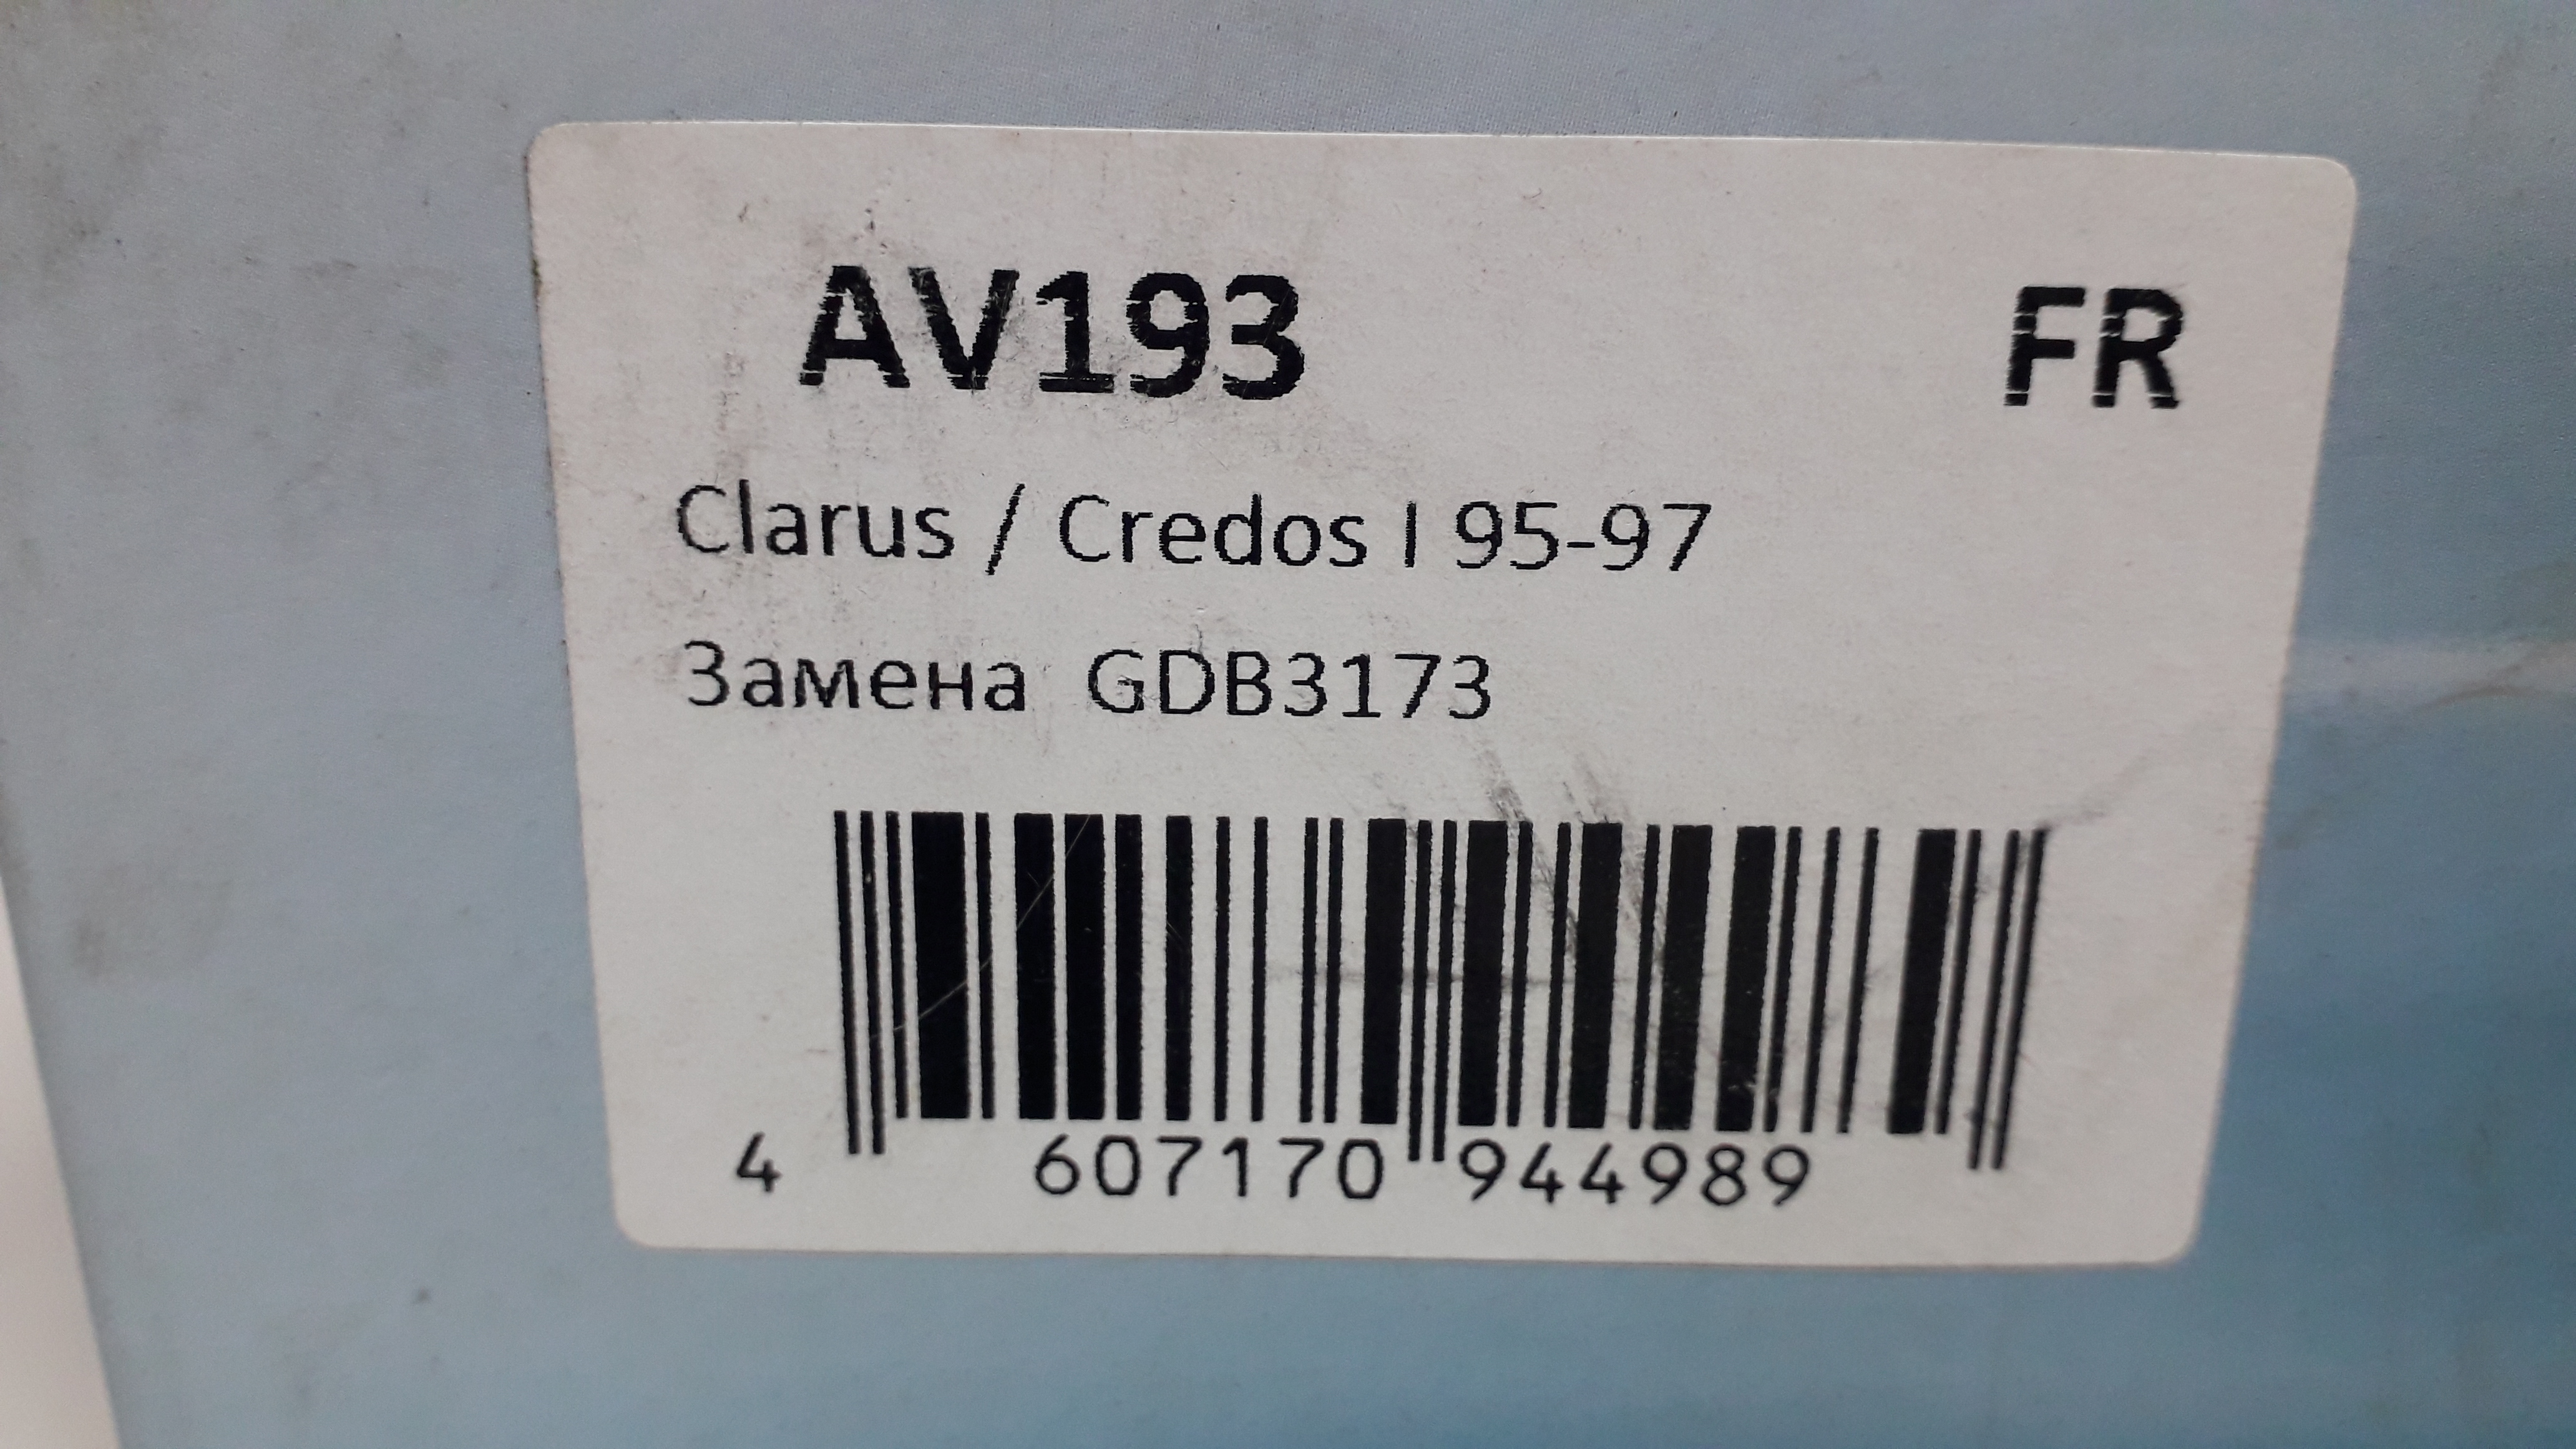 AV193 FR
Clarus / Credos I 95-97
Замена GDB3173
4 607170 944989